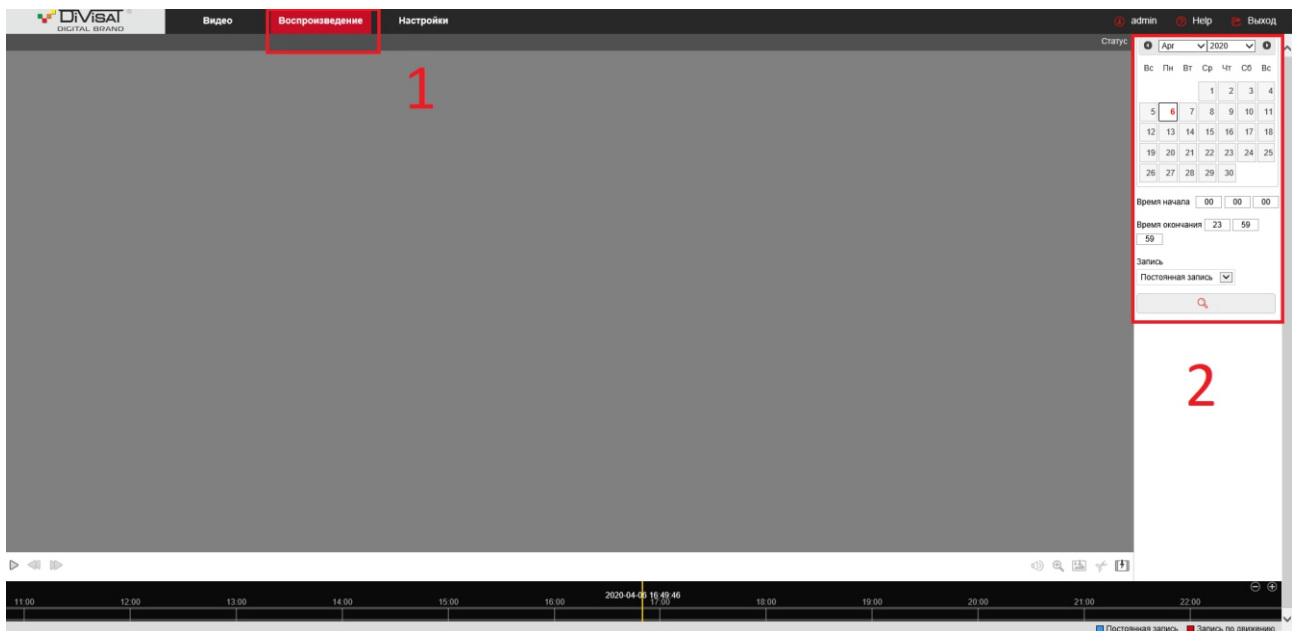 DiViSAT
DIGITAL BRAND
Видео Воспроизведение Настройки admin Help Выход
Статус
1
Apr 2020
Вс Пн Вт Ср Чт Сб Вс
1 2 3 4
5 6 7 8 9 10 11
12 13 14 15 16 17 18
19 20 21 22 23 24 25
26 27 28 29 30
Время начала 00 00 00
Время окончания 23 59
59
Запись
Постоянная запись
2
2020-04-06 16:49:46
11:00 12:00 13:00 14:00 15:00 16:00 17:00 18:00 19:00 20:00 21:00 22:00
Постоянная запись Запись по движению